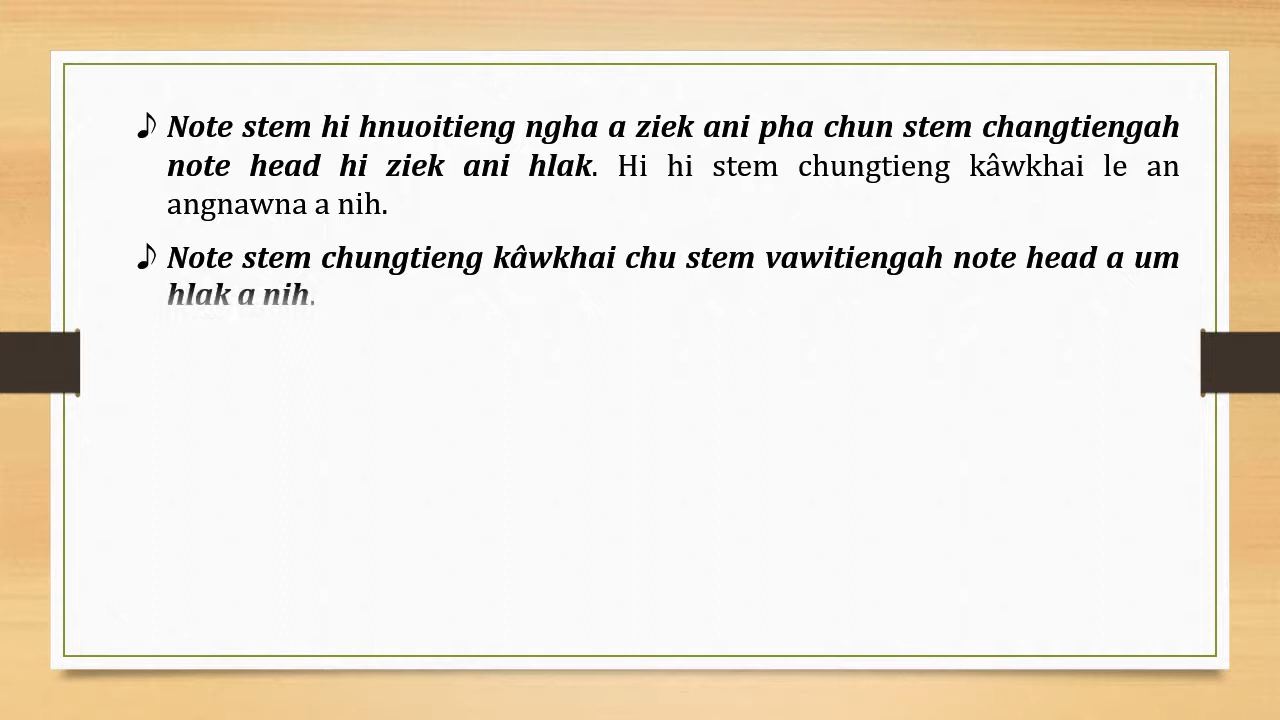 ♪ Note stem hi hnuoitieng ngha a ziek ani pha chun stem changtiengah
note head hi ziek ani hlak. Hi hi stem chungtieng kâwkhai le an
angnawna a nih.
♪ Note stem chungtieng kâwkhai chu stem vawitiengah note head a um
hlak a nih.